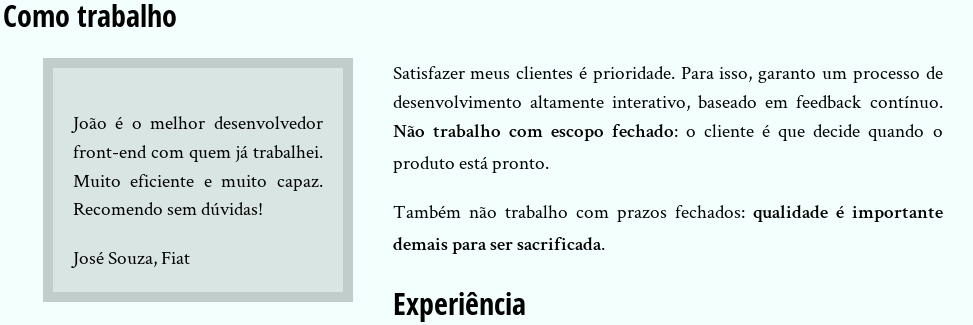 Como trabalho
João é o melhor desenvolvedor
front-end com quem já trabalhei.
Muito eficiente e muito capaz.
Recomendo sem dúvidas!
José Souza, Fiat
Satisfazer meus clientes é prioridade. Para isso, garanto um processo de
desenvolvimento altamente interativo, baseado em feedback contínuo.
Não trabalho com escopo fechado: o cliente é que decide quando o
produto está pronto.
Também não trabalho com prazos fechados: qualidade é importante
demais para ser sacrificada.
Experiência